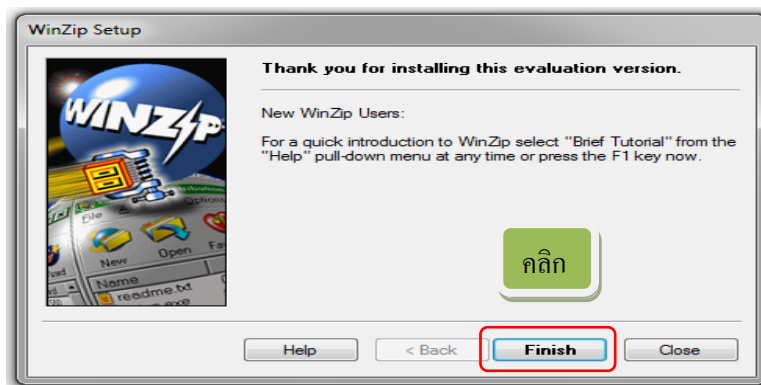 WinZip Setup
Thank you for installing this evaluation version.
New WinZip Users:
For a quick introduction to WinZip select "Brief Tutorial" from the
"Help" pull-down menu at any time or press the F1 key now.
WINZIP
File
Options
New
Open
Name
readme.txt
คลิก
Help
< Back
Finish
Close